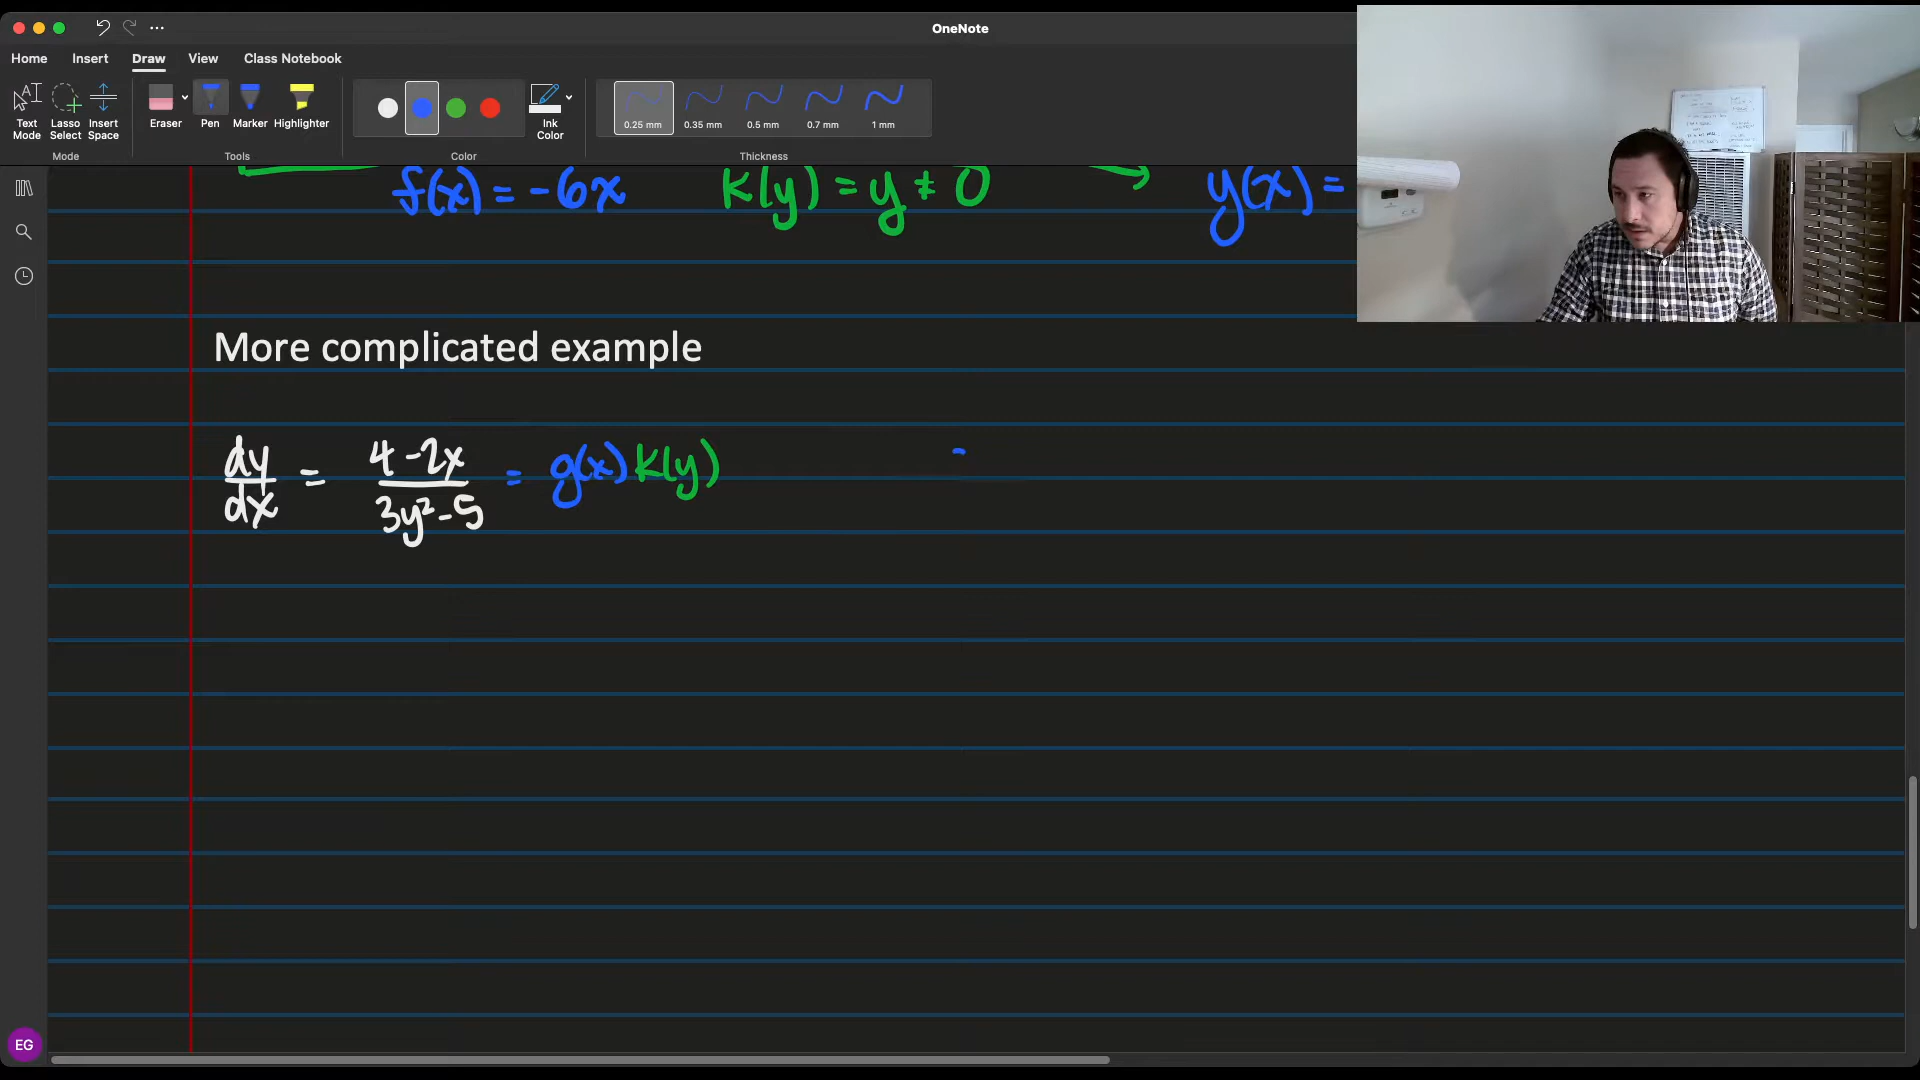 OneNote
Home Insert Draw View Class Notebook
Text Mode Lasso Select Insert Space Eraser Pen Marker Highlighter Ink Color 0.25 mm 0.35 mm 0.5 mm 0.7 mm 1 mm
Mode Tools Color Thickness
f(x) = -6x k(y) = y ≠ 0 y(x) =
More complicated example
dy/dx = (4 - 2x)/(3y² - 5) = g(x) k(y)
EG